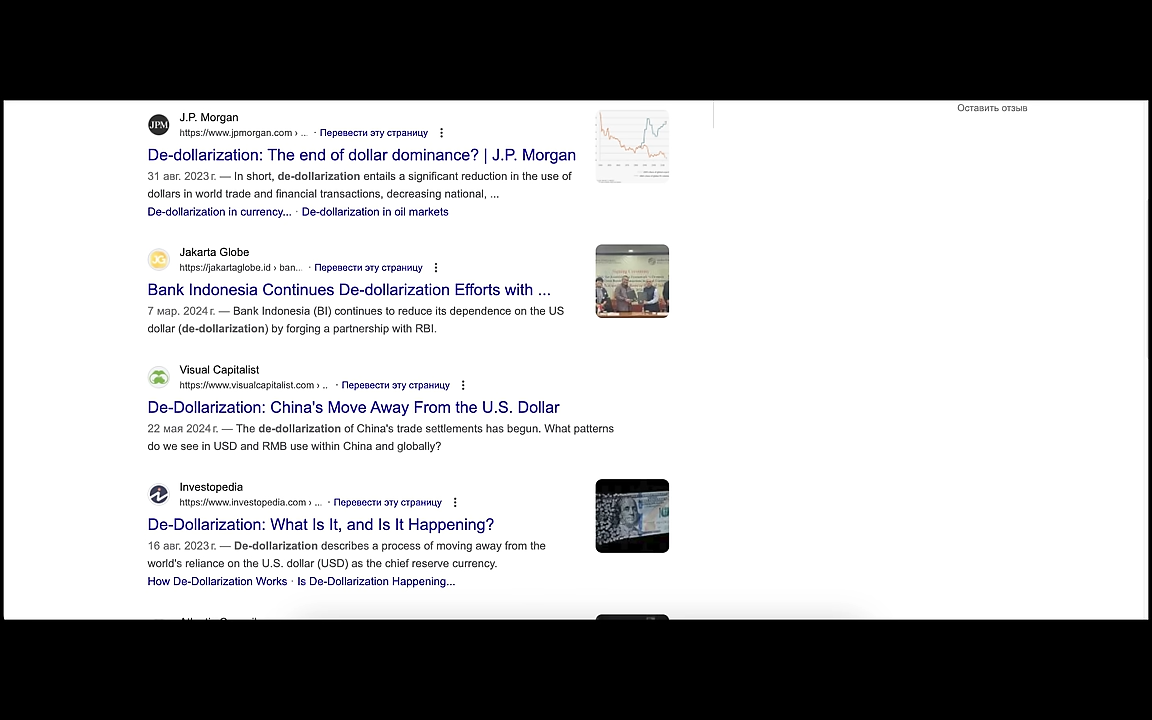 Оставить отзыв
J.P. Morgan
https://www.jpmorgan.com › ... · Перевести эту страницу
De-dollarization: The end of dollar dominance? | J.P. Morgan
31 авг. 2023 г. — In short, de-dollarization entails a significant reduction in the use of
dollars in world trade and financial transactions, decreasing national, ...
De-dollarization in currency... · De-dollarization in oil markets
Jakarta Globe
https://jakartaglobe.id › ban... · Перевести эту страницу
Bank Indonesia Continues De-dollarization Efforts with ...
7 мар. 2024 г. — Bank Indonesia (BI) continues to reduce its dependence on the US
dollar (de-dollarization) by forging a partnership with RBI.
Visual Capitalist
https://www.visualcapitalist.com › .. · Перевести эту страницу
De-Dollarization: China's Move Away From the U.S. Dollar
22 мая 2024 г. — The de-dollarization of China's trade settlements has begun. What patterns
do we see in USD and RMB use within China and globally?
Investopedia
https://www.investopedia.com › ... · Перевести эту страницу
De-Dollarization: What Is It, and Is It Happening?
16 авг. 2023 г. — De-dollarization describes a process of moving away from the
world's reliance on the U.S. dollar (USD) as the chief reserve currency.
How De-Dollarization Works · Is De-Dollarization Happening...